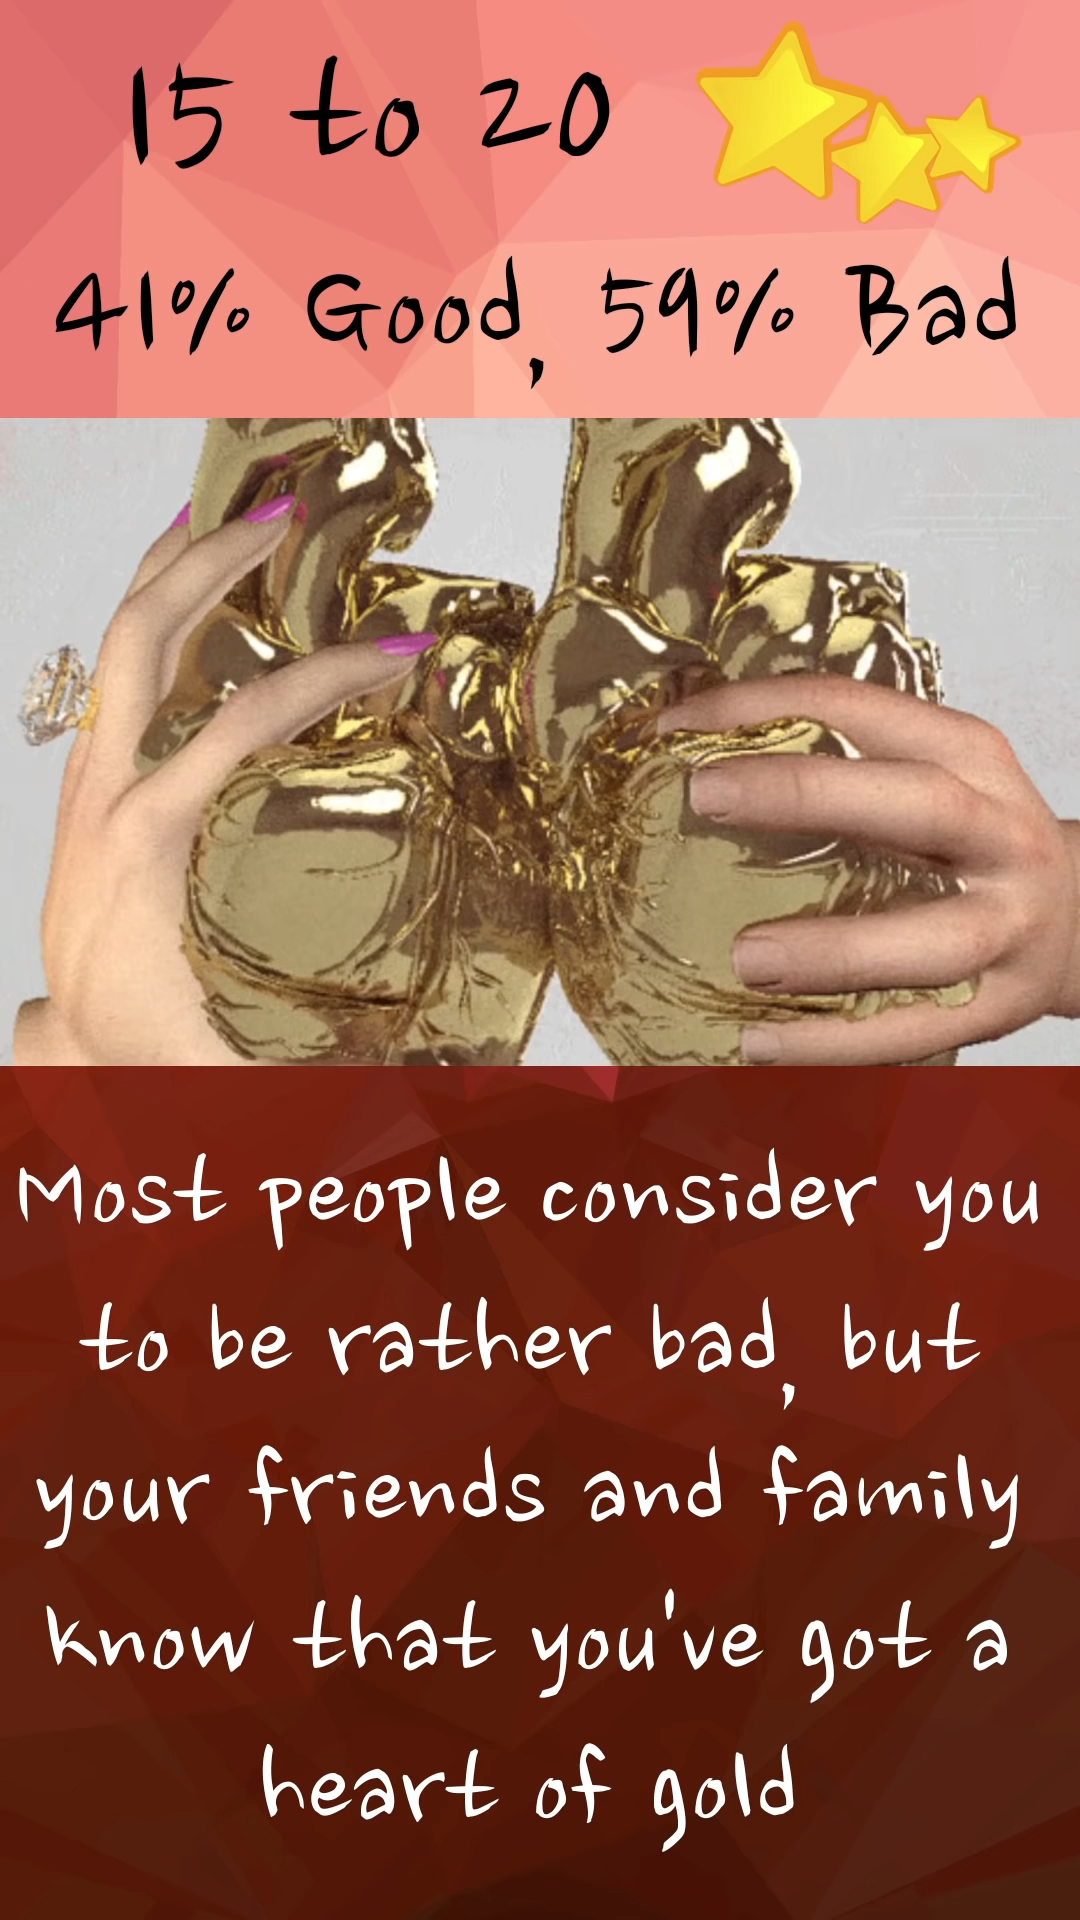 15 to 20
41% Good, 59% Bad
Most people consider you
to be rather bad, but
your friends and family
know that you've got a
heart of gold